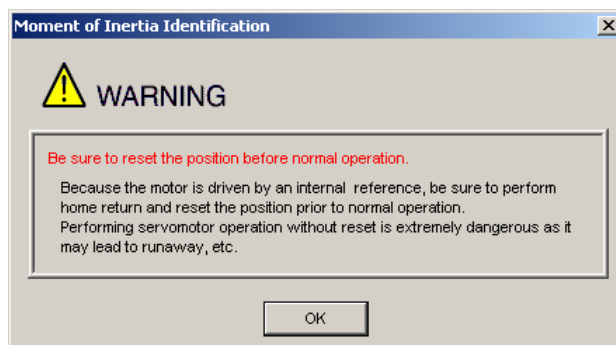 Moment of Inertia Identification
WARNING
Be sure to reset the position before normal operation.
Because the motor is driven by an internal reference, be sure to perform
home return and reset the position prior to normal operation.
Performing servomotor operation without reset is extremely dangerous as it
may lead to runaway, etc.
OK